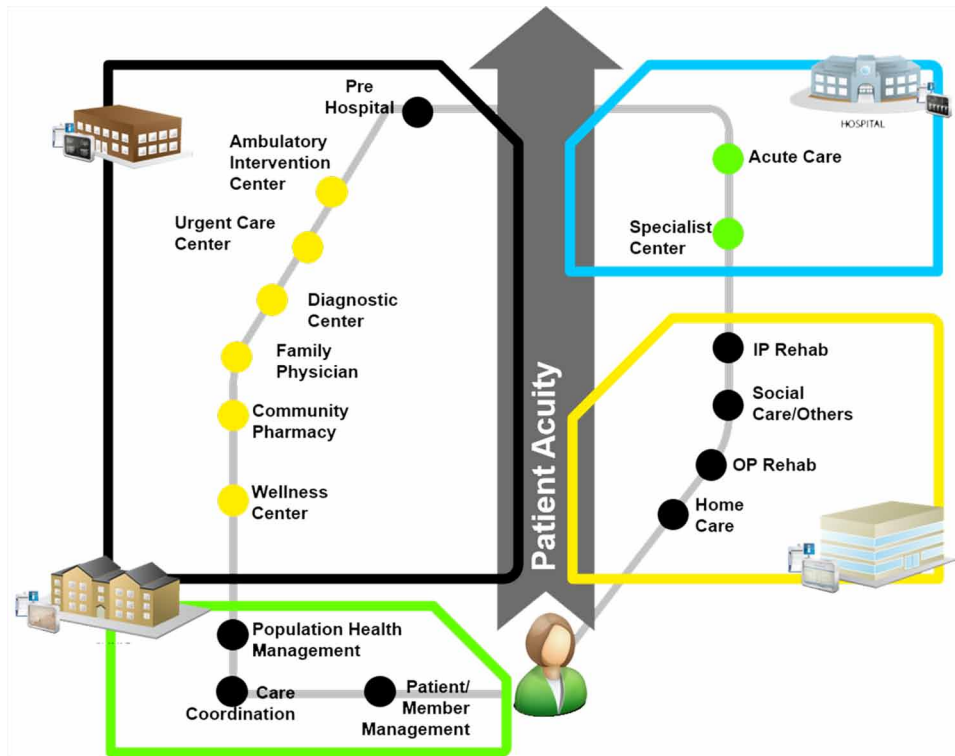 Pre
Hospital
Ambulatory
Intervention
Center
Urgent Care
Center
Diagnostic
Center
Family
Physician
Community
Pharmacy
Wellness
Center
Population Health
Management
Care
Coordination
Patient/
Member
Management
Patient Acuity
HOSPITAL
Acute Care
Specialist
Center
IP Rehab
Social
Care/Others
OP Rehab
Home
Care